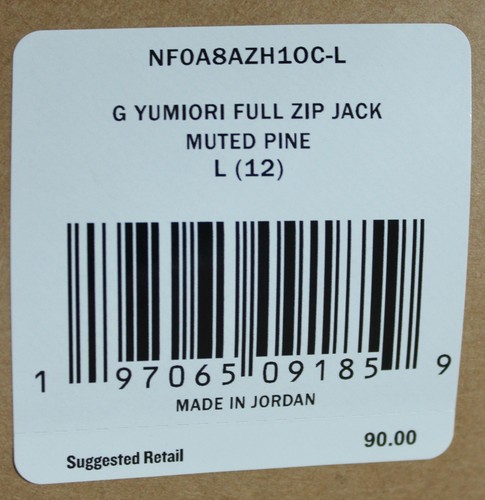 NF0A8AZH1OC-L
G YUMIORI FULL ZIP JACK
MUTED PINE
L (12)
1 97065 09185 9
MADE IN JORDAN
Suggested Retail 90.00